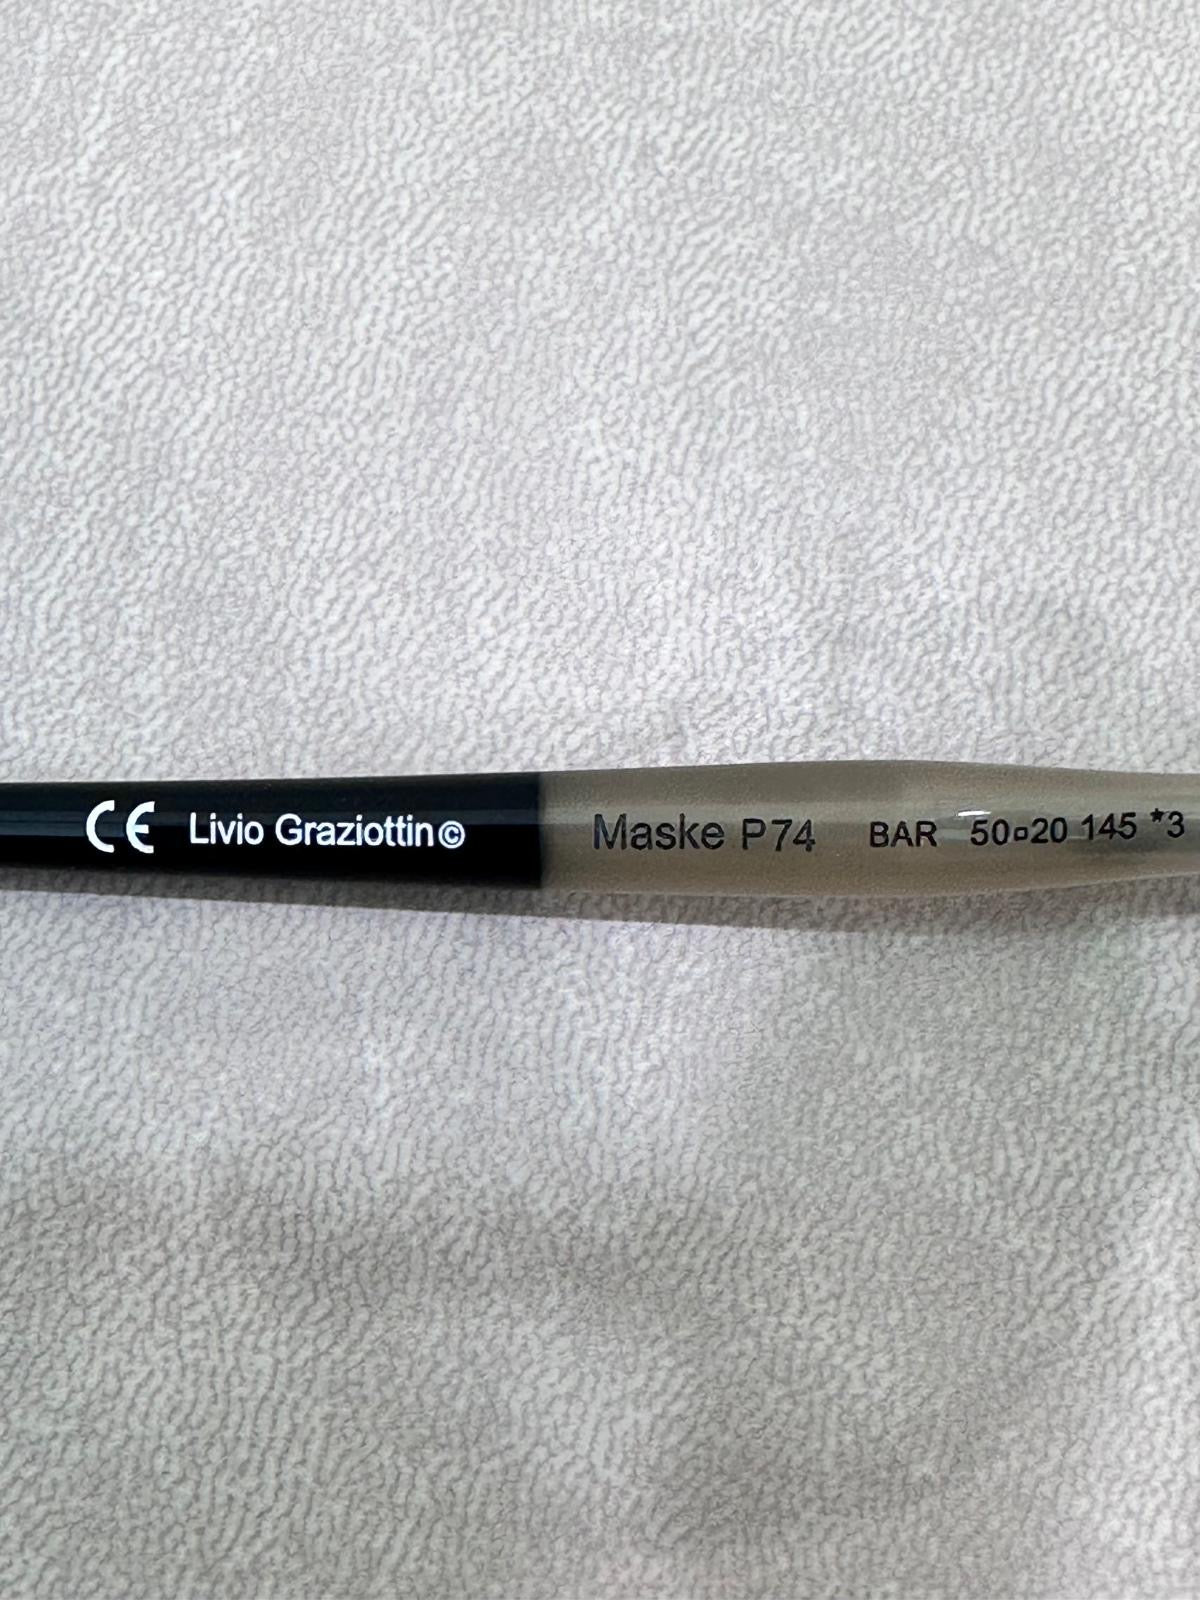 CE Livio Graziottin© Maske P74 BAR 50▫20 145 *3